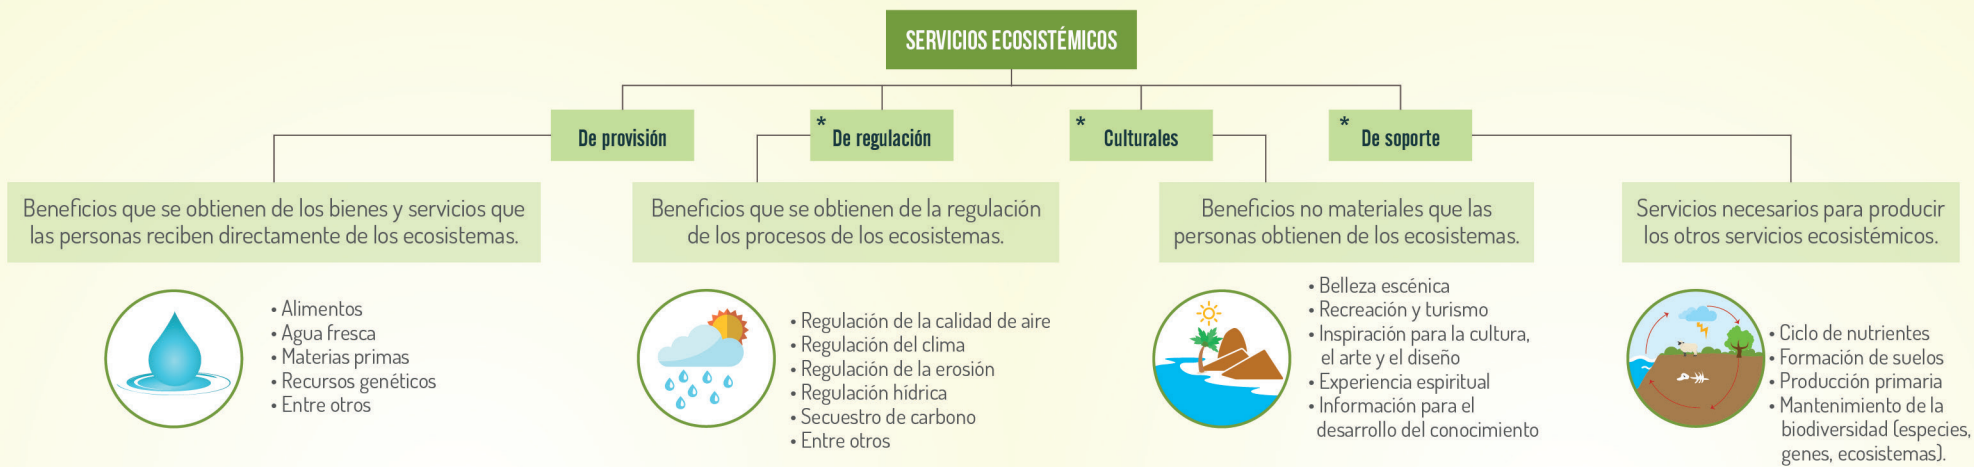 SERVICIOS ECOSISTÉMICOS
De provisión
* De regulación
* Culturales
* De soporte
Beneficios que se obtienen de los bienes y servicios que
las personas reciben directamente de los ecosistemas.
• Alimentos
• Agua fresca
• Materias primas
• Recursos genéticos
• Entre otros
Beneficios que se obtienen de la regulación
de los procesos de los ecosistemas.
• Regulación de la calidad de aire
• Regulación del clima
• Regulación de la erosión
• Regulación hídrica
• Secuestro de carbono
• Entre otros
Beneficios no materiales que las
personas obtienen de los ecosistemas.
• Belleza escénica
• Recreación y turismo
• Inspiración para la cultura,
el arte y el diseño
• Experiencia espiritual
• Información para el
desarrollo del conocimiento
Servicios necesarios para producir
los otros servicios ecosistémicos.
• Ciclo de nutrientes
• Formación de suelos
• Producción primaria
• Mantenimiento de la
biodiversidad (especies,
genes, ecosistemas).